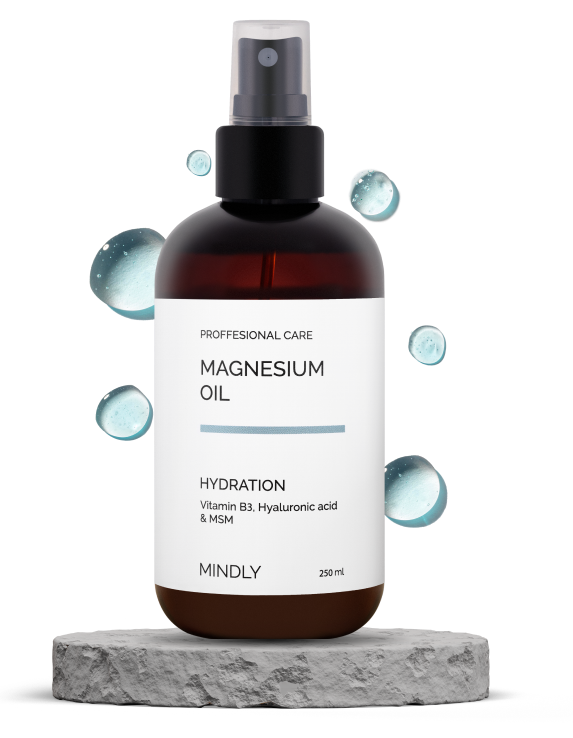 PROFFESIONAL CARE
MAGNESIUM
OIL
HYDRATION
Vitamin B3, Hyaluronic acid
& MSM
MINDLY
250 ml